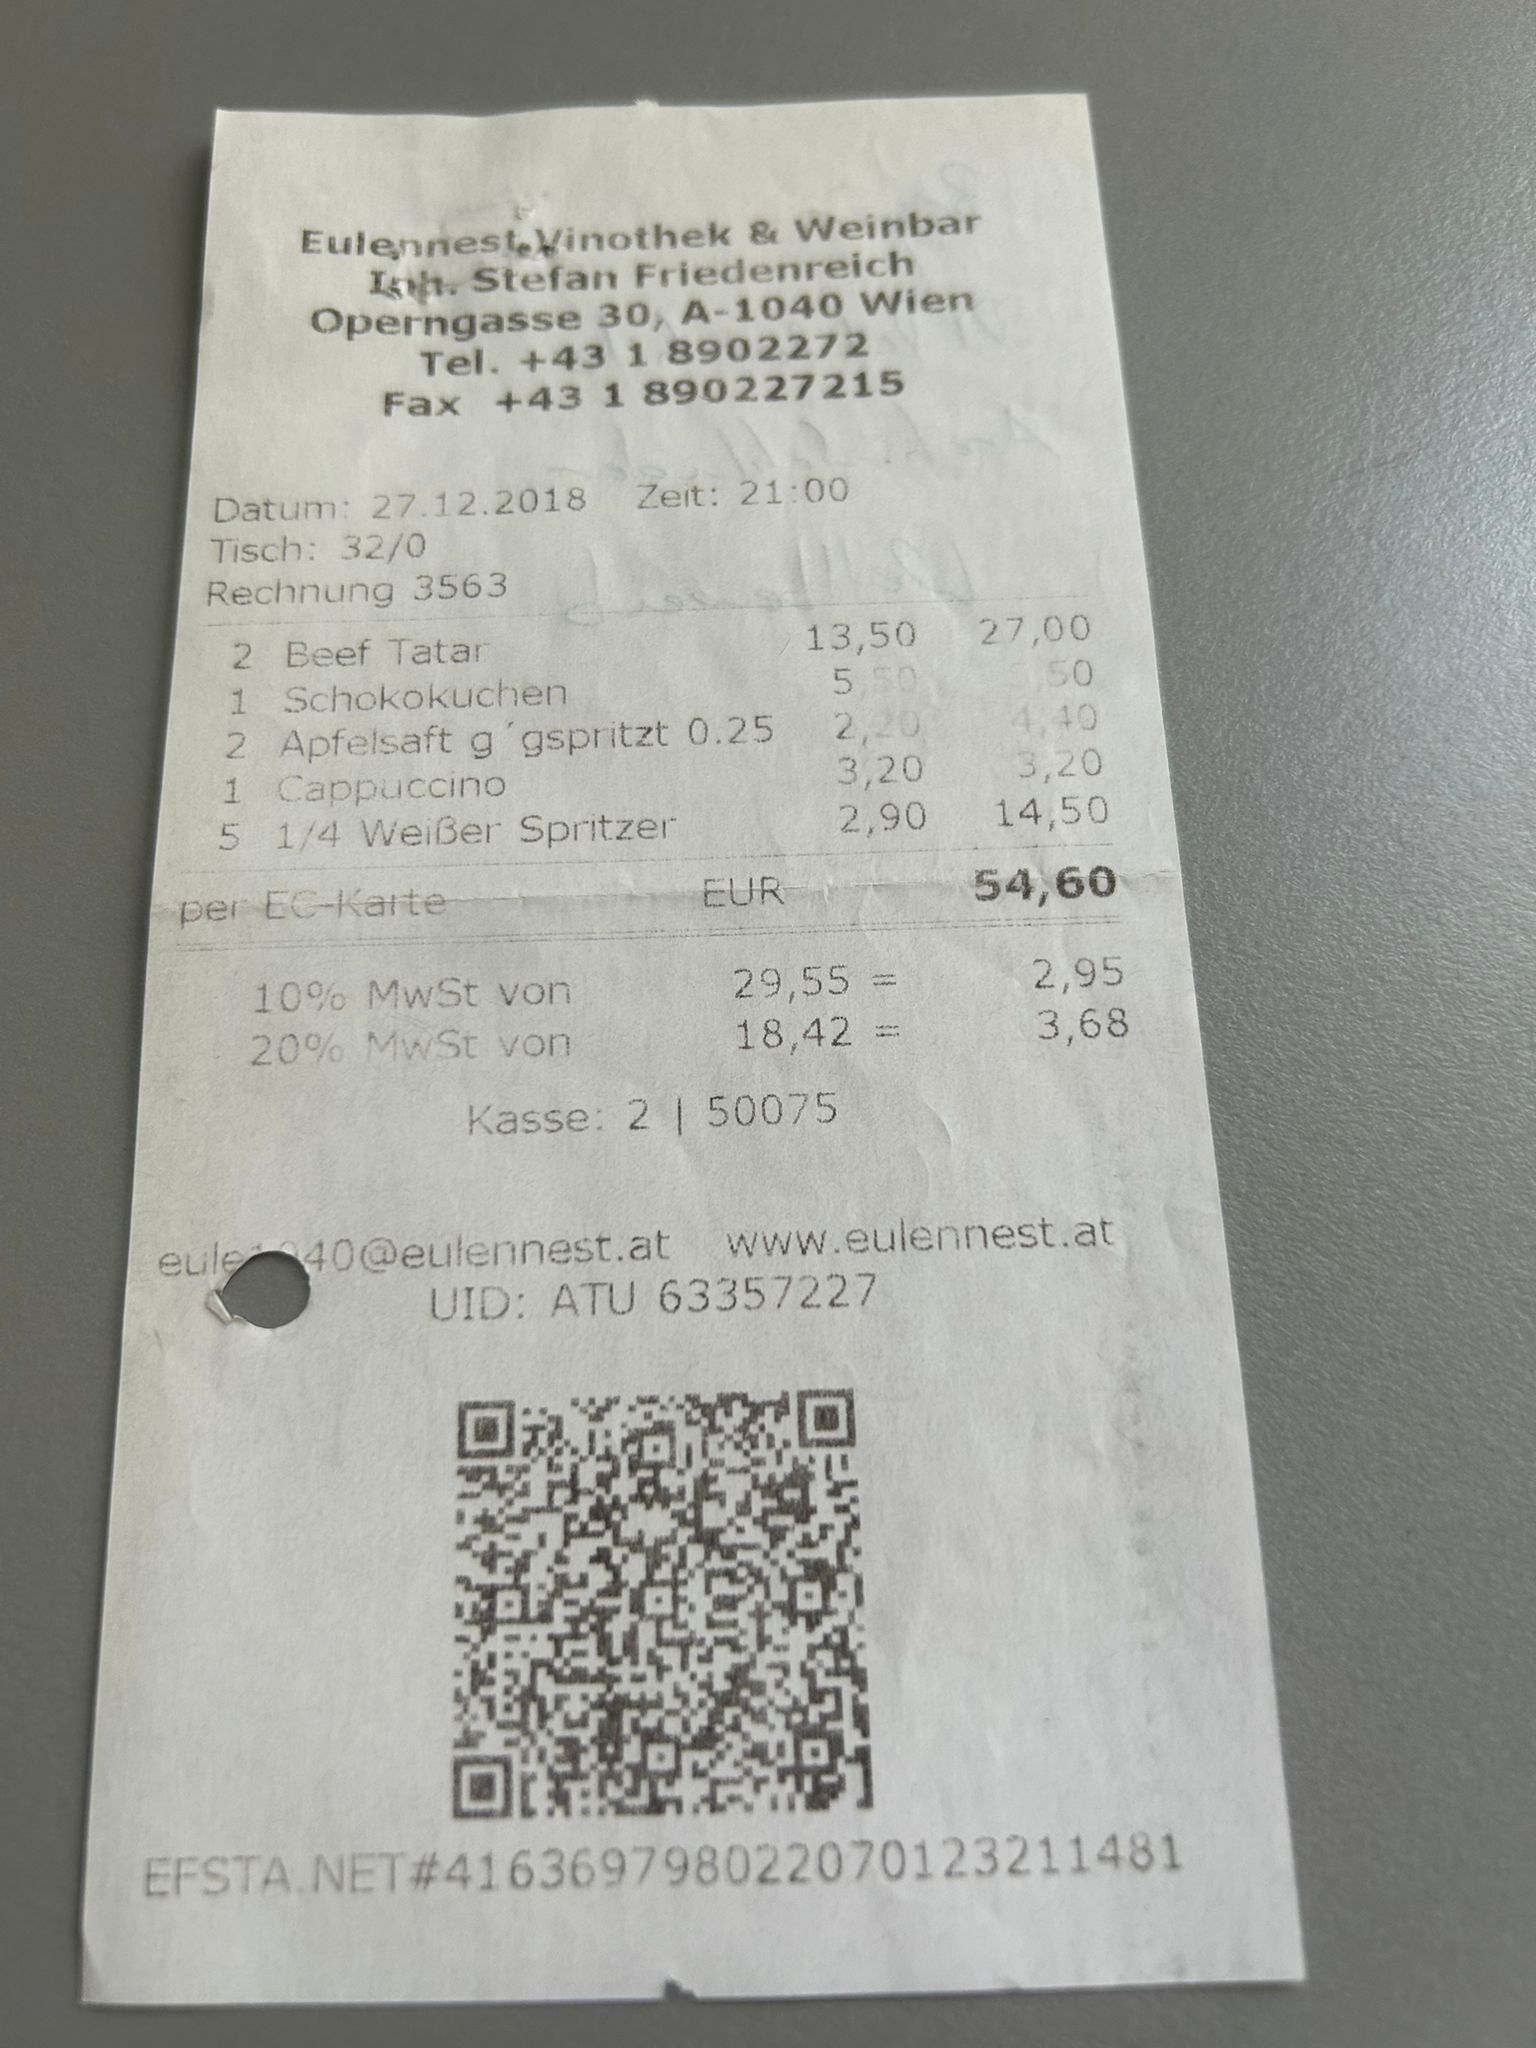 Eulennest Vinothek & Weinbar
Inh. Stefan Friedenreich
Operngasse 30, A-1040 Wien
Tel. +43 1 8902272
Fax +43 1 890227215
Datum: 27.12.2018 Zeit: 21:00
Tisch: 32/0
Rechnung 3563
2 Beef Tatar 13,50 27,00
1 Schokokuchen 5,50 5,50
2 Apfelsaft g´gspritzt 0.25 2,20 4,40
1 Cappuccino 3,20 3,20
5 1/4 Weißer Spritzer 2,90 14,50
per EC-Karte EUR 54,60
10% MwSt von 29,55 = 2,95
20% MwSt von 18,42 = 3,68
Kasse: 2 | 50075
eule1040@eulennest.at www.eulennest.at
UID: ATU 63357227
EFSTA.NET#41636979802207012321​1481